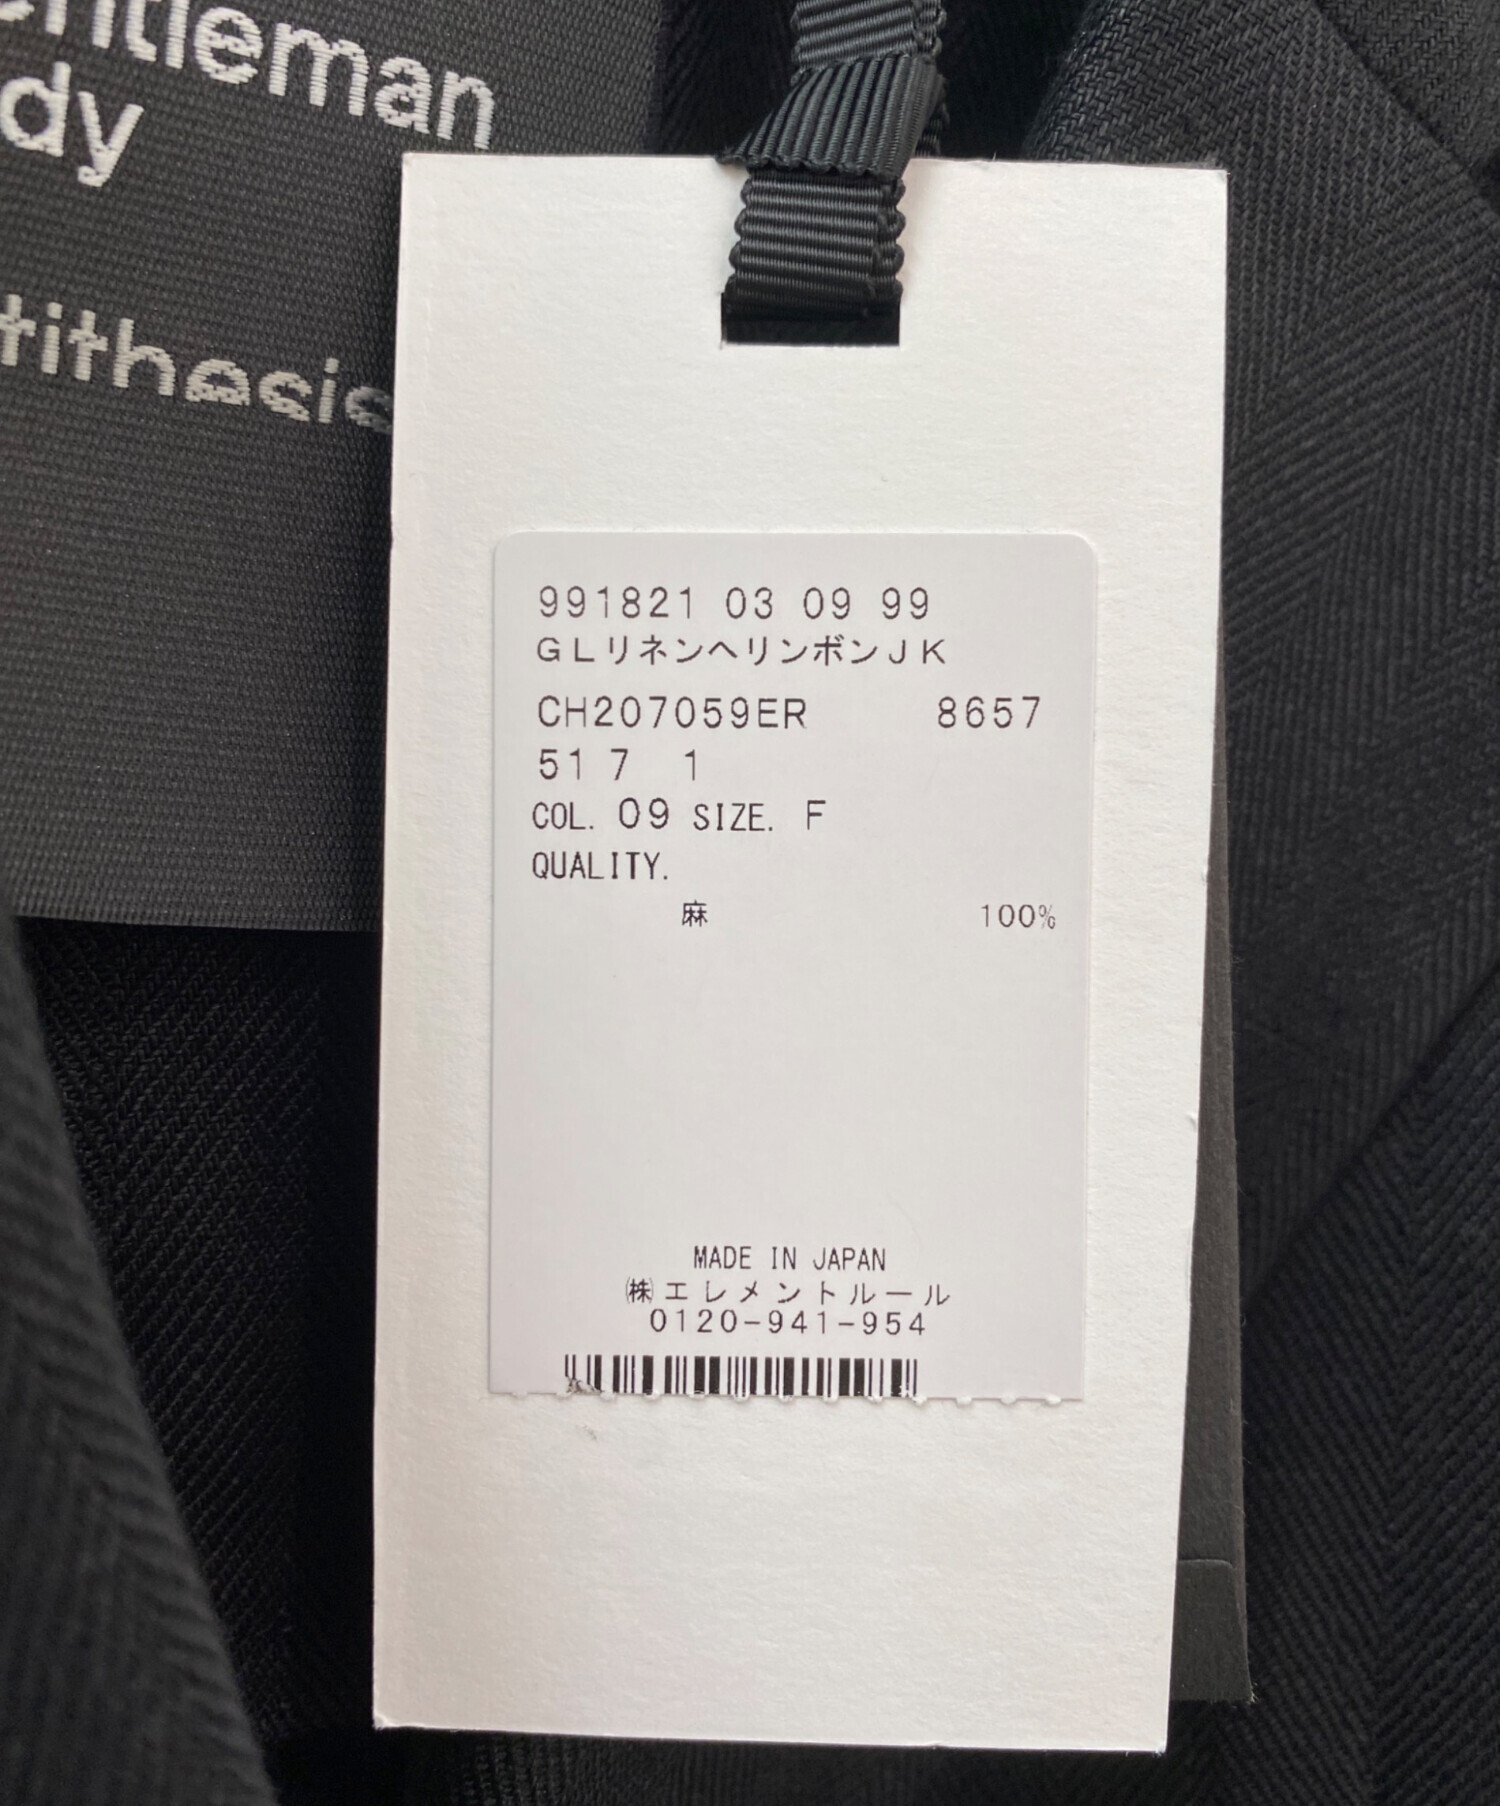 dy
991821 03 09 99
GLリネンヘリンボンJK
CH207059ER 8657
51 7 1
COL. 09 SIZE. F
QUALITY.
麻 100%
MADE IN JAPAN
㈱エレメントルール
0120-941-954